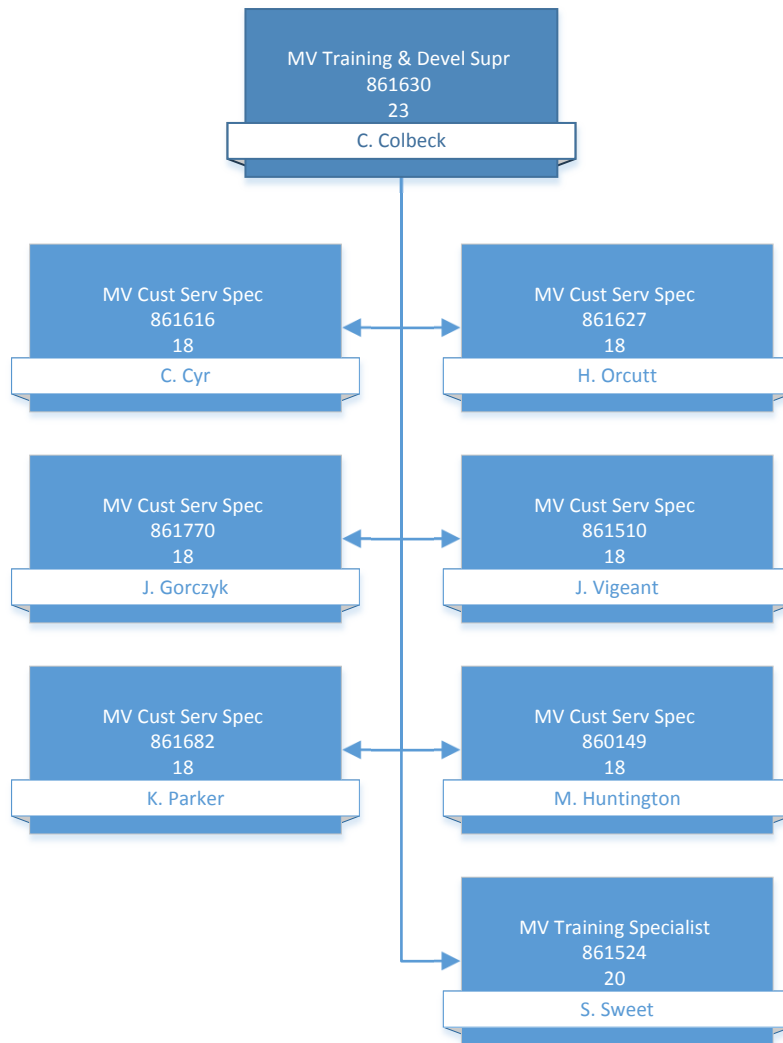 MV Training & Devel Supr
861630
23
C. Colbeck
MV Cust Serv Spec
861616
18
C. Cyr
MV Cust Serv Spec
861627
18
H. Orcutt
MV Cust Serv Spec
861770
18
J. Gorczyk
MV Cust Serv Spec
861510
18
J. Vigeant
MV Cust Serv Spec
861682
18
K. Parker
MV Cust Serv Spec
860149
18
M. Huntington
MV Training Specialist
861524
20
S. Sweet